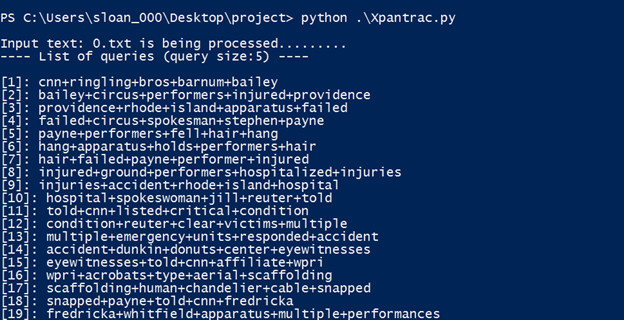 PS C:\Users\sloan_000\Desktop\project> python .\Xpantrac.py
Input text: 0.txt is being processed.........
---- List of queries (query size:5) ----
[1]: cnn+ringling+bros+barnum+bailey
[2]: bailey+circus+performers+injured+providence
[3]: providence+rhode+island+apparatus+failed
[4]: failed+circus+spokesman+stephen+payne
[5]: payne+performers+fell+hair+hang
[6]: hang+apparatus+holds+performers+hair
[7]: hair+failed+payne+performer+injured
[8]: injured+ground+performers+hospitalized+injuries
[9]: injuries+accident+rhode+island+hospital
[10]: hospital+spokeswoman+jill+reuter+told
[11]: told+cnn+listed+critical+condition
[12]: condition+reuter+clear+victims+multiple
[13]: multiple+emergency+units+responded+accident
[14]: accident+dunkin+donuts+center+eyewitnesses
[15]: eyewitnesses+told+cnn+affiliate+wpri
[16]: wpri+acrobats+type+aerial+scaffolding
[17]: scaffolding+human+chandelier+cable+snapped
[18]: snapped+payne+told+cnn+fredricka
[19]: fredricka+whitfield+apparatus+multiple+performances